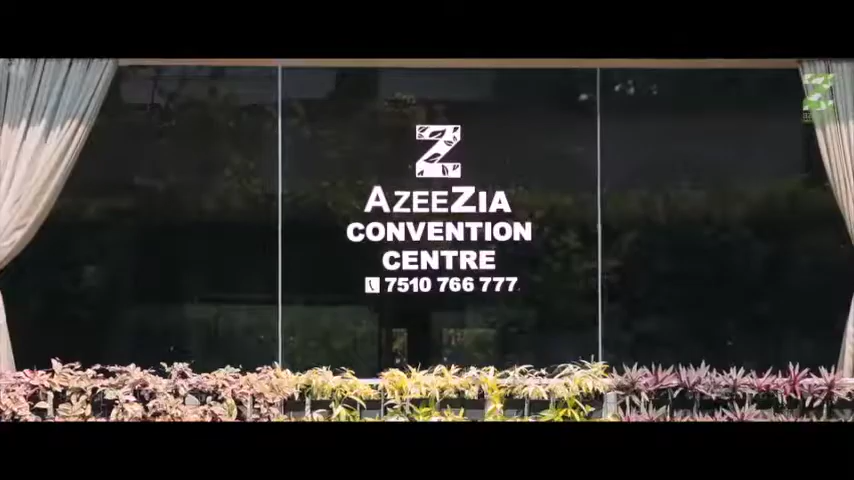 Z
AZEEZIA
CONVENTION
CENTRE
7510 766 777